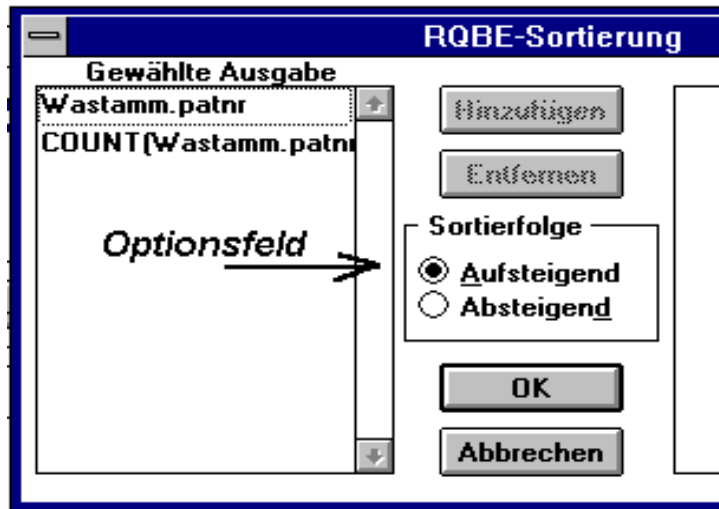 RQBE-Sortierung
Gewählte Ausgabe
Wastamm.patnr
COUNT(Wastamm.patnr
Hinzufügen
Entfernen
Optionsfeld
Sortierfolge
Aufsteigend
Absteigend
OK
Abbrechen